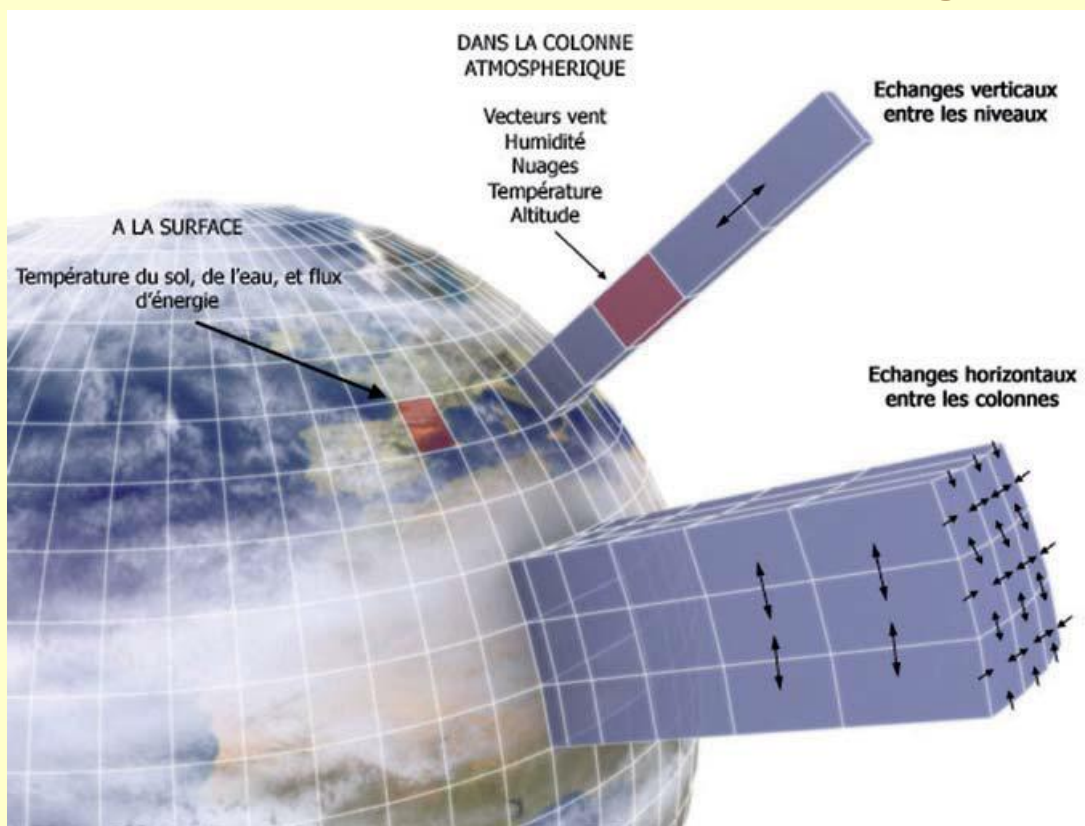 DANS LA COLONNE
ATMOSPHERIQUE
Vecteurs vent
Humidité
Nuages
Température
Altitude
Echanges verticaux
entre les niveaux
A LA SURFACE
Température du sol, de l'eau, et flux
d'énergie
Echanges horizontaux
entre les colonnes